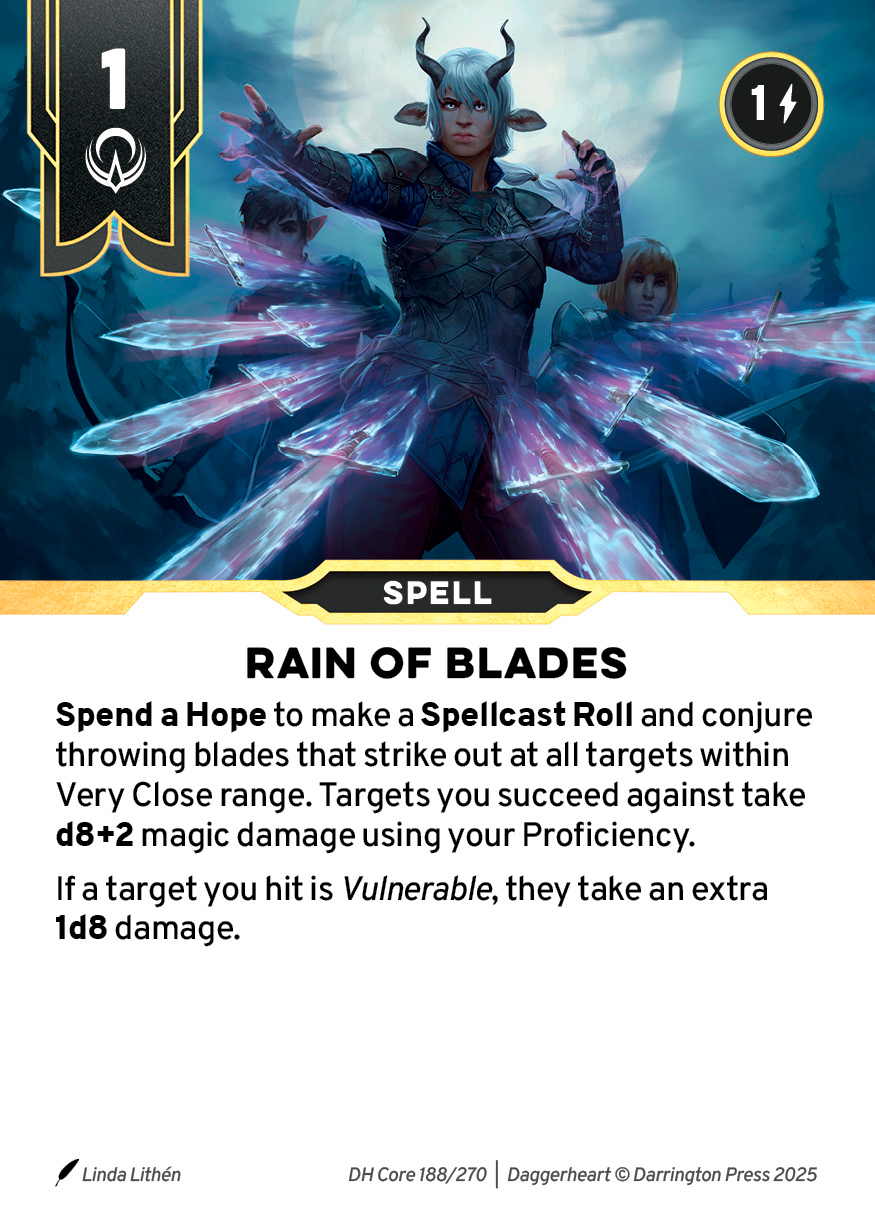 1
1
SPELL
RAIN OF BLADES
Spend a Hope to make a Spellcast Roll and conjure
throwing blades that strike out at all targets within
Very Close range. Targets you succeed against take
d8+2 magic damage using your Proficiency.
If a target you hit is Vulnerable, they take an extra
1d8 damage.
Linda Lithén
DH Core 188/270 | Daggerheart © Darrington Press 2025